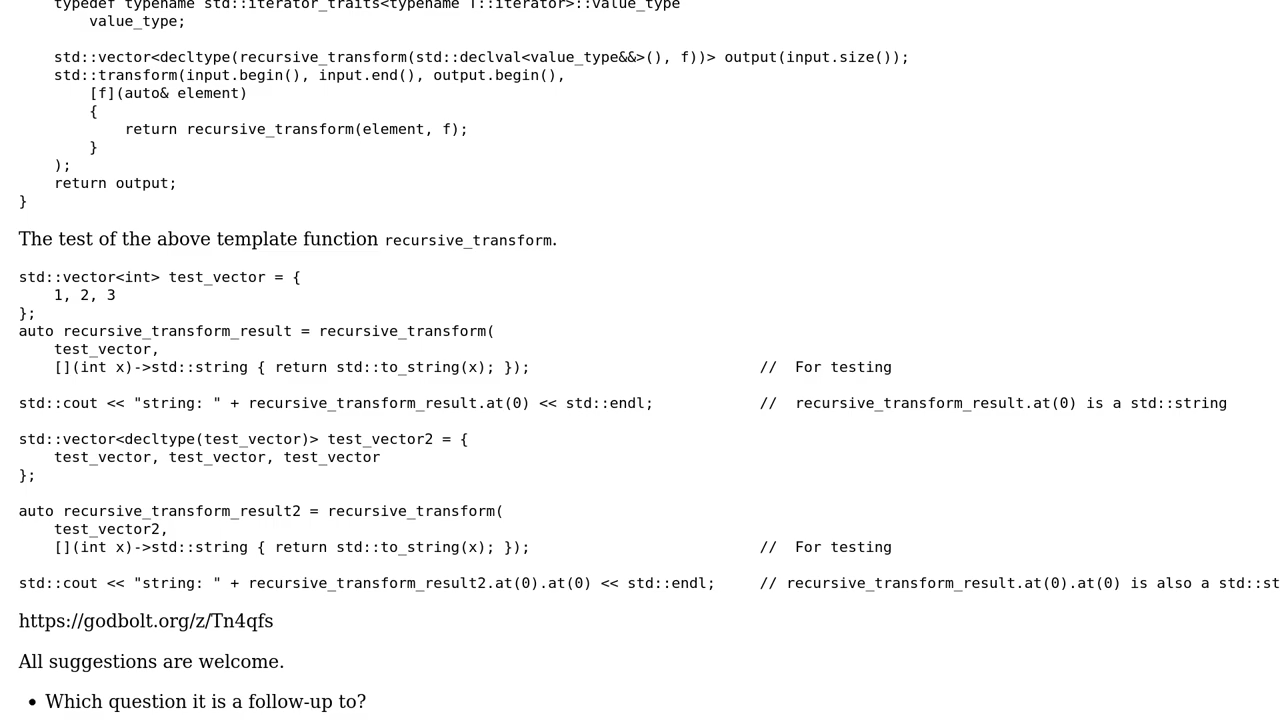 typedef typename std::iterator_traits<typename T::iterator>::value_type
        value_type;

    std::vector<decltype(recursive_transform(std::declval<value_type&&>(), f))> output(input.size());
    std::transform(input.begin(), input.end(), output.begin(),
        [f](auto& element)
        {
            return recursive_transform(element, f);
        }
    );
    return output;
}
The test of the above template function recursive_transform.
std::vector<int> test_vector = {
    1, 2, 3
};
auto recursive_transform_result = recursive_transform(
    test_vector,
    [](int x)->std::string { return std::to_string(x); });                          //  For testing

std::cout << "string: " + recursive_transform_result.at(0) << std::endl;            //  recursive_transform_result.at(0) is a std::string

std::vector<decltype(test_vector)> test_vector2 = {
    test_vector, test_vector, test_vector
};

auto recursive_transform_result2 = recursive_transform(
    test_vector2,
    [](int x)->std::string { return std::to_string(x); });                          //  For testing

std::cout << "string: " + recursive_transform_result2.at(0).at(0) << std::endl;     // recursive_transform_result.at(0).at(0) is also a std::st
https://godbolt.org/z/Tn4qfs
All suggestions are welcome.
• Which question it is a follow-up to?